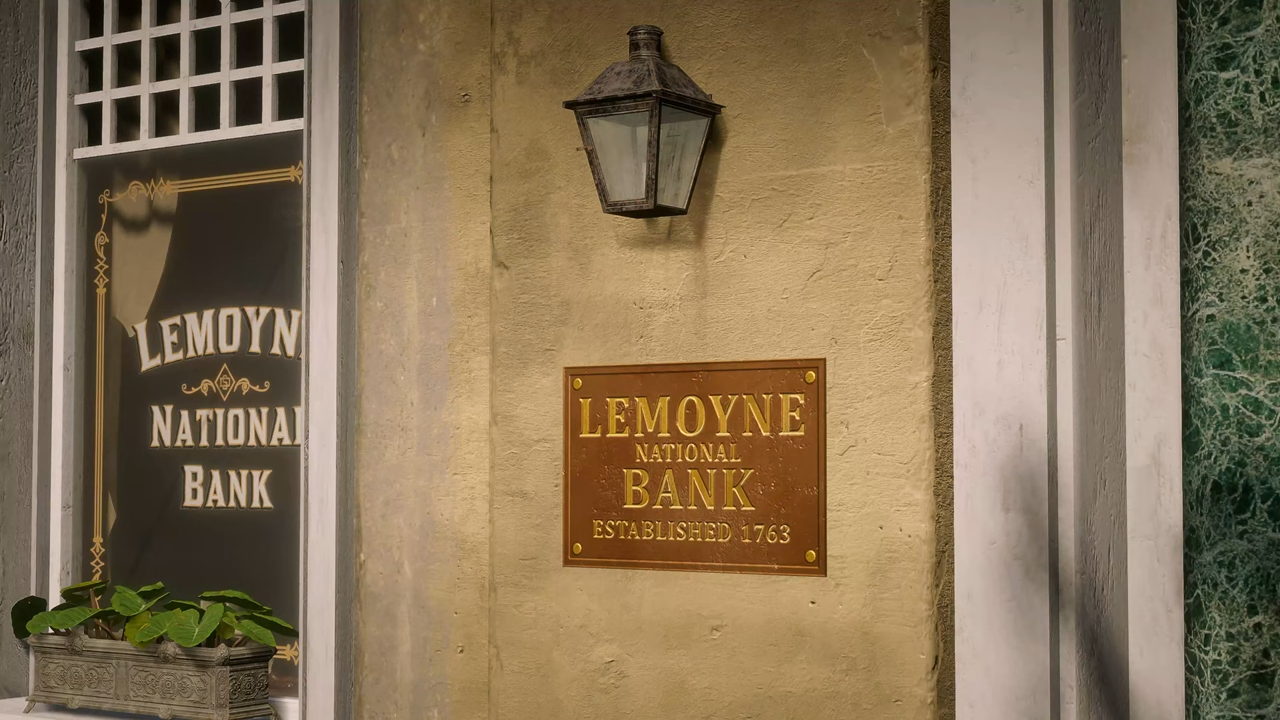 LEMOYN
NATIONAL
BANK
LEMOYNE
NATIONAL
BANK
ESTABLISHED 1763